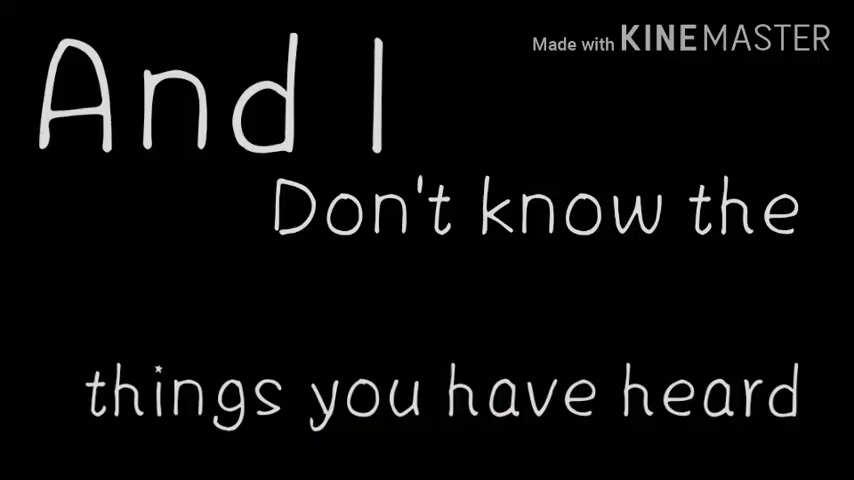 Made with KINEMASTER
And I
Don't know the
things you have heard